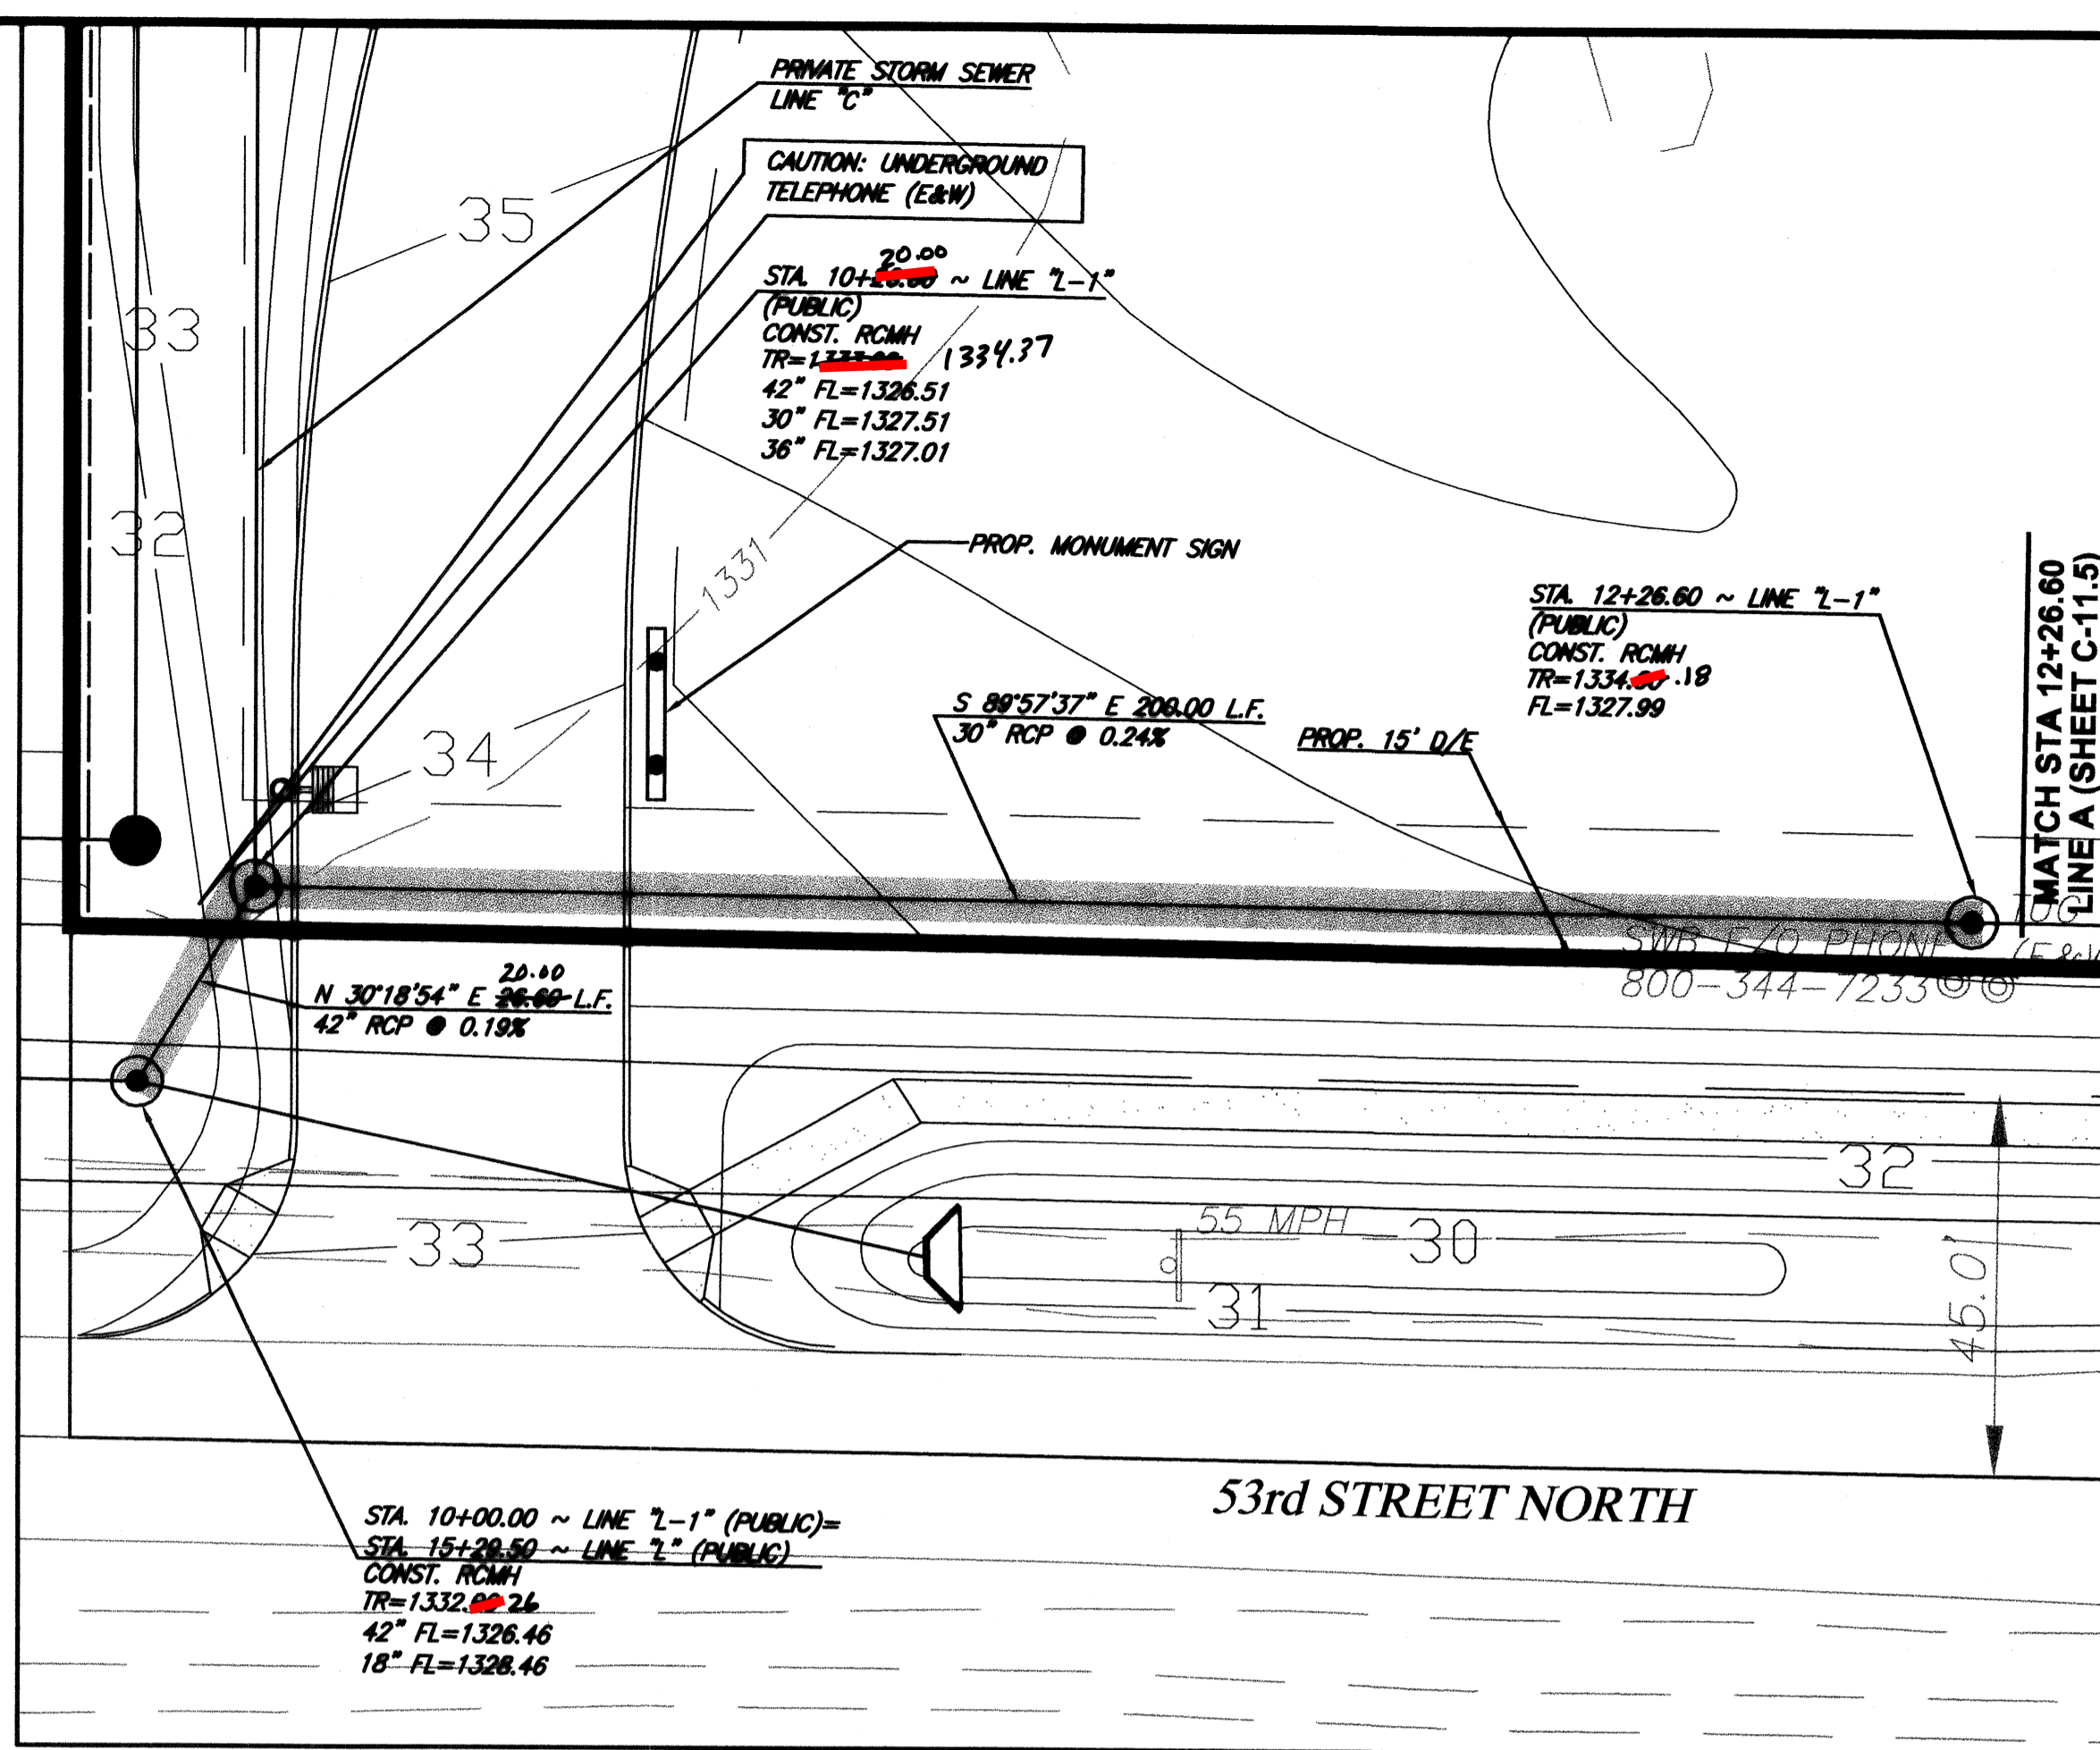 PRIVATE STORM SEWER
LINE "C"
CAUTION: UNDERGROUND
TELEPHONE (E&W)
20.00
STA. 10+ ~ LINE "L-1"
(PUBLIC)
CONST. RCMH
TR=1 1334.37
42" FL=1326.51
30" FL=1327.51
36" FL=1327.01
35
33
32
1331
PROP. MONUMENT SIGN
STA. 12+26.60 ~ LINE "L-1"
(PUBLIC)
CONST. RCMH
TR=1334. .18
FL=1327.99
MATCH STA 12+26.60
LINE A (SHEET C-11.5)
S 89°57'37" E 200.00 L.F.
30" RCP @ 0.24%
PROP. 15' D/E
34
SWB F/O PHONE
(E&W
800-344-7233
20.00
N 30°18'54" E 26.60 L.F.
42" RCP @ 0.19%
32
55 MPH
30
33
31
45.0'
53rd STREET NORTH
STA. 10+00.00 ~ LINE "L-1" (PUBLIC)=
STA. 15+29.50 ~ LINE "L" (PUBLIC)
CONST. RCMH
TR=1332. 26
42" FL=1326.46
18" FL=1328.46